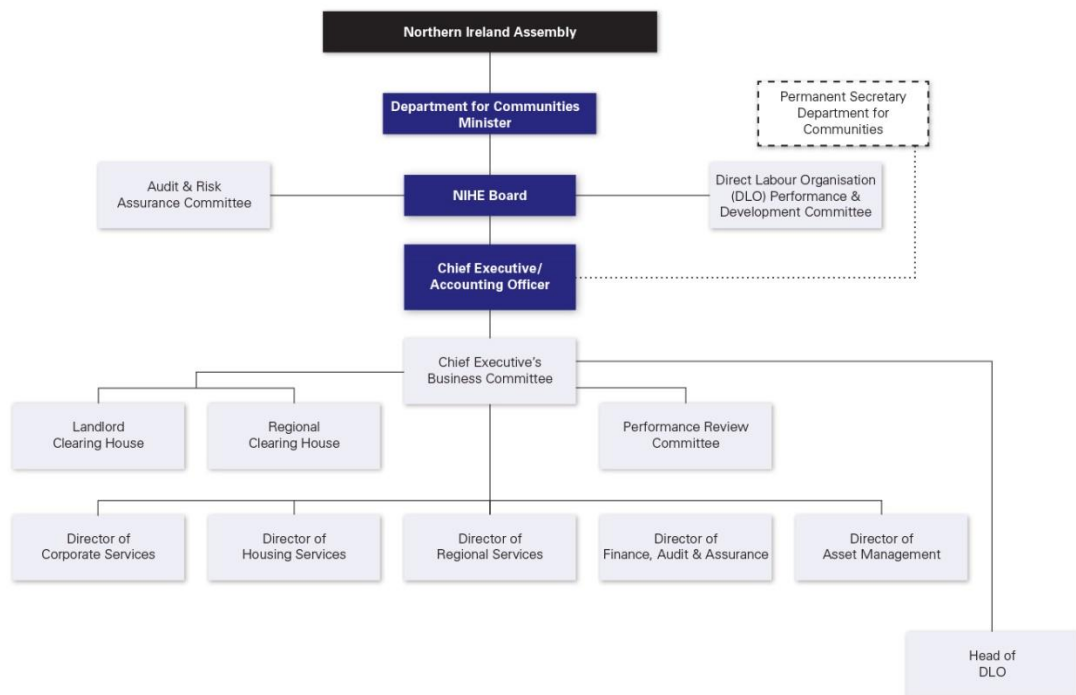 Northern Ireland Assembly
Department for Communities
Minister
Permanent Secretary
Department for
Communities
Audit & Risk
Assurance Committee
NIHE Board
Direct Labour Organisation
(DLO) Performance &
Development Committee
Chief Executive/
Accounting Officer
Chief Executive's
Business Committee
Landlord
Clearing House
Regional
Clearing House
Performance Review
Committee
Director of
Corporate Services
Director of
Housing Services
Director of
Regional Services
Director of
Finance, Audit & Assurance
Director of
Asset Management
Head of
DLO